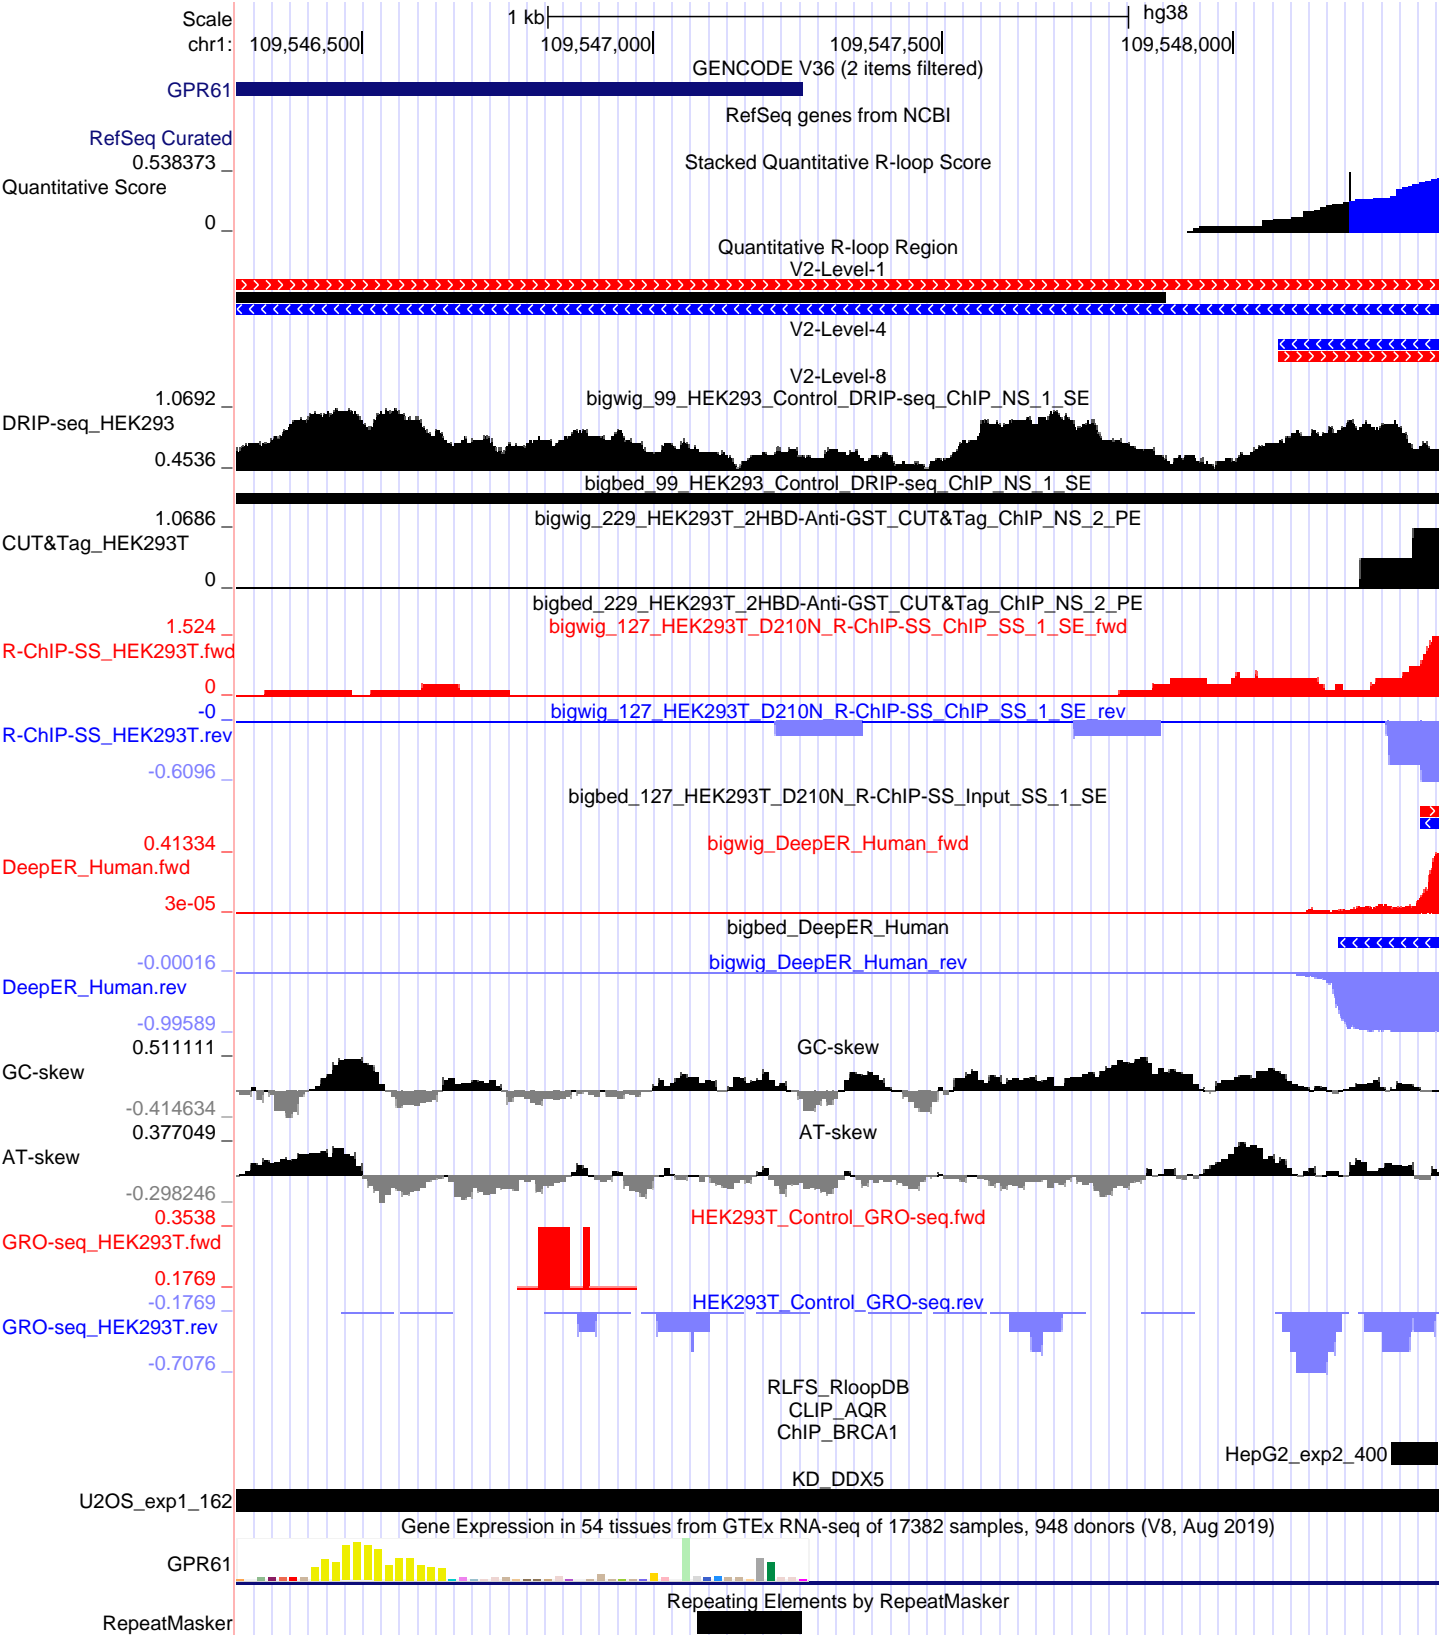 Scale 1 kb hg38
chr1: 109,546,500 109,547,000 109,547,500 109,548,000
GENCODE V36 (2 items filtered)
GPR61
RefSeq genes from NCBI
RefSeq Curated
0.538373 Stacked Quantitative R-loop Score
Quantitative Score
0
Quantitative R-loop Region
V2-Level-1
V2-Level-4
V2-Level-8
1.0692 bigwig_99_HEK293_Control_DRIP-seq_ChIP_NS_1_SE
DRIP-seq_HEK293
0.4536
bigbed_99_HEK293_Control_DRIP-seq_ChIP_NS_1_SE
1.0686 bigwig_229_HEK293T_2HBD-Anti-GST_CUT&Tag_ChIP_NS_2_PE
CUT&Tag_HEK293T
0
bigbed_229_HEK293T_2HBD-Anti-GST_CUT&Tag_ChIP_NS_2_PE
1.524 bigwig_127_HEK293T_D210N_R-ChIP-SS_ChIP_SS_1_SE_fwd
R-ChIP-SS_HEK293T.fwd
0
-0 bigwig_127_HEK293T_D210N_R-ChIP-SS_ChIP_SS_1_SE_rev
R-ChIP-SS_HEK293T.rev
-0.6096
bigbed_127_HEK293T_D210N_R-ChIP-SS_Input_SS_1_SE
0.41334 bigwig_DeepER_Human_fwd
DeepER_Human.fwd
3e-05
bigbed_DeepER_Human
-0.00016 bigwig_DeepER_Human_rev
DeepER_Human.rev
-0.99589
0.511111 GC-skew
GC-skew
-0.414634
0.377049 AT-skew
AT-skew
-0.298246
0.3538 HEK293T_Control_GRO-seq.fwd
GRO-seq_HEK293T.fwd
0.1769
-0.1769 HEK293T_Control_GRO-seq.rev
GRO-seq_HEK293T.rev
-0.7076
RLFS_RloopDB
CLIP_AQR
ChIP_BRCA1
HepG2_exp2_400
KD_DDX5
U2OS_exp1_162
Gene Expression in 54 tissues from GTEx RNA-seq of 17382 samples, 948 donors (V8, Aug 2019)
GPR61
Repeating Elements by RepeatMasker
RepeatMasker